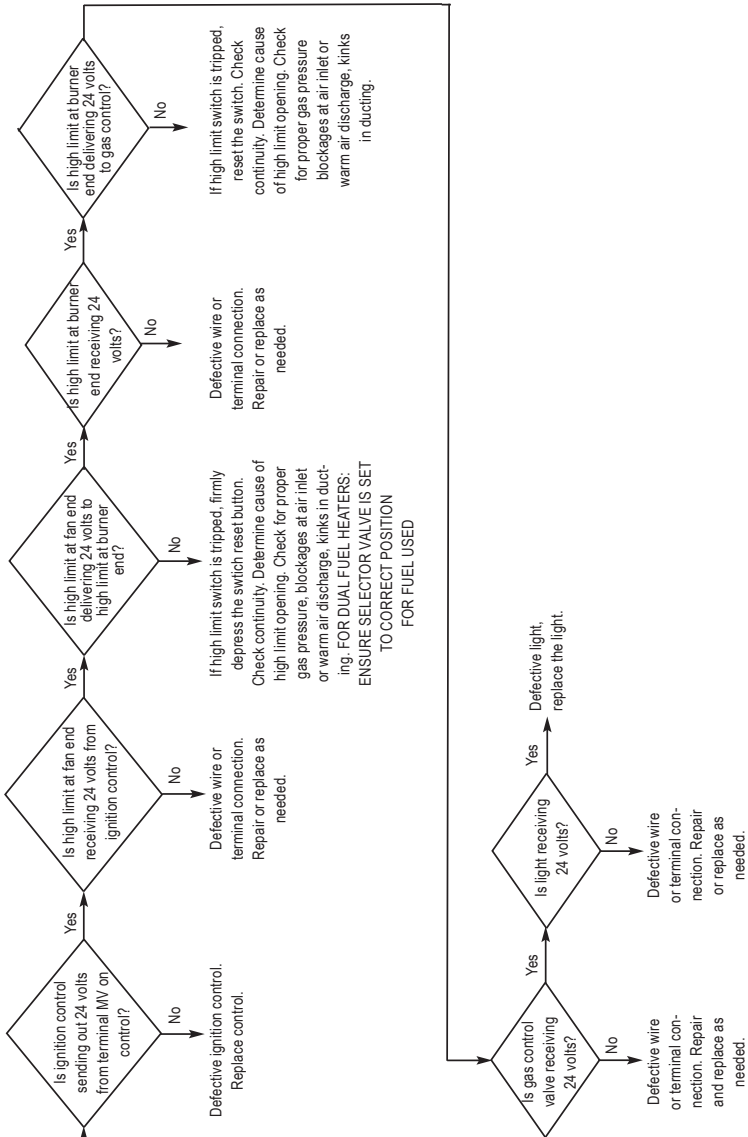 Is ignition control
sending out 24 volts
from terminal MV on
control?
Yes
No
Defective ignition control.
Replace control.
Is high limit at fan end
receiving 24 volts from
ignition control?
Yes
No
Defective wire or
terminal connection.
Repair or replace as
needed.
Is high limit at fan end
delivering 24 volts to
high limit at burner
end?
Yes
No
If high limit switch is tripped, firmly
depress the swtich reset button.
Check continuity. Determine cause of
high limit opening. Check for proper
gas pressure, blockages at air inlet
or warm air discharge, kinks in duct-
ing. FOR DUAL FUEL HEATERS:
ENSURE SELECTOR VALVE IS SET
TO CORRECT POSITION
FOR FUEL USED
Is high limit at burner
end receiving 24
volts?
Yes
No
Defective wire or
terminal connection.
Repair or replace as
needed.
Is high limit at burner
end delivering 24 volts
to gas control?
No
If high limit switch is tripped,
reset the switch. Check
continuity. Determine cause
of high limit opening. Check
for proper gas pressure
blockages at air inlet or
warm air discharge, kinks
in ducting.
Is gas control
valve receiving
24 volts?
Yes
No
Defective wire
or terminal con-
nection. Repair
and replace as
needed.
Is light receiving
24 volts?
Yes
No
Defective wire
or terminal con-
nection. Repair
or replace as
needed.
Defective light,
replace the light.